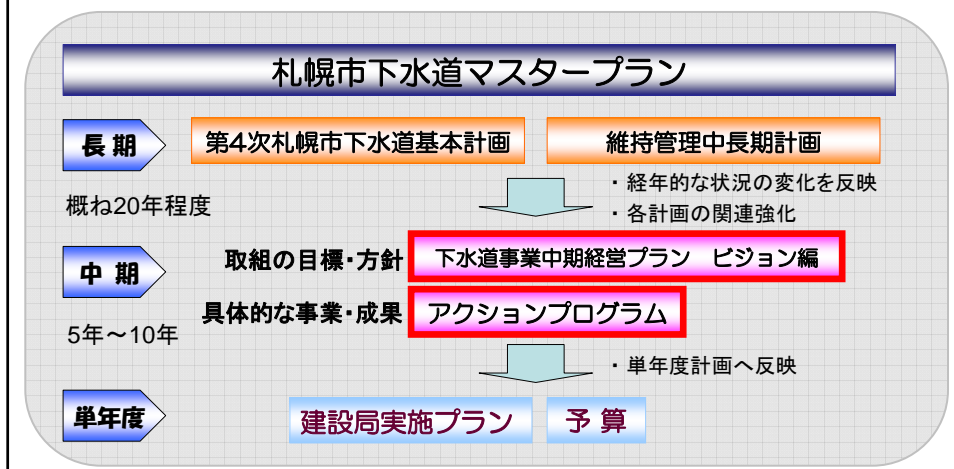 札幌市下水道マスタープラン
長期
第4次札幌市下水道基本計画
維持管理中長期計画
概ね20年程度
・経年的な状況の変化を反映
・各計画の関連強化
中期
取組の目標・方針
下水道事業中期経営プラン　ビジョン編
具体的な事業・成果
アクションプログラム
5年～10年
・単年度計画へ反映
単年度
建設局実施プラン
予算